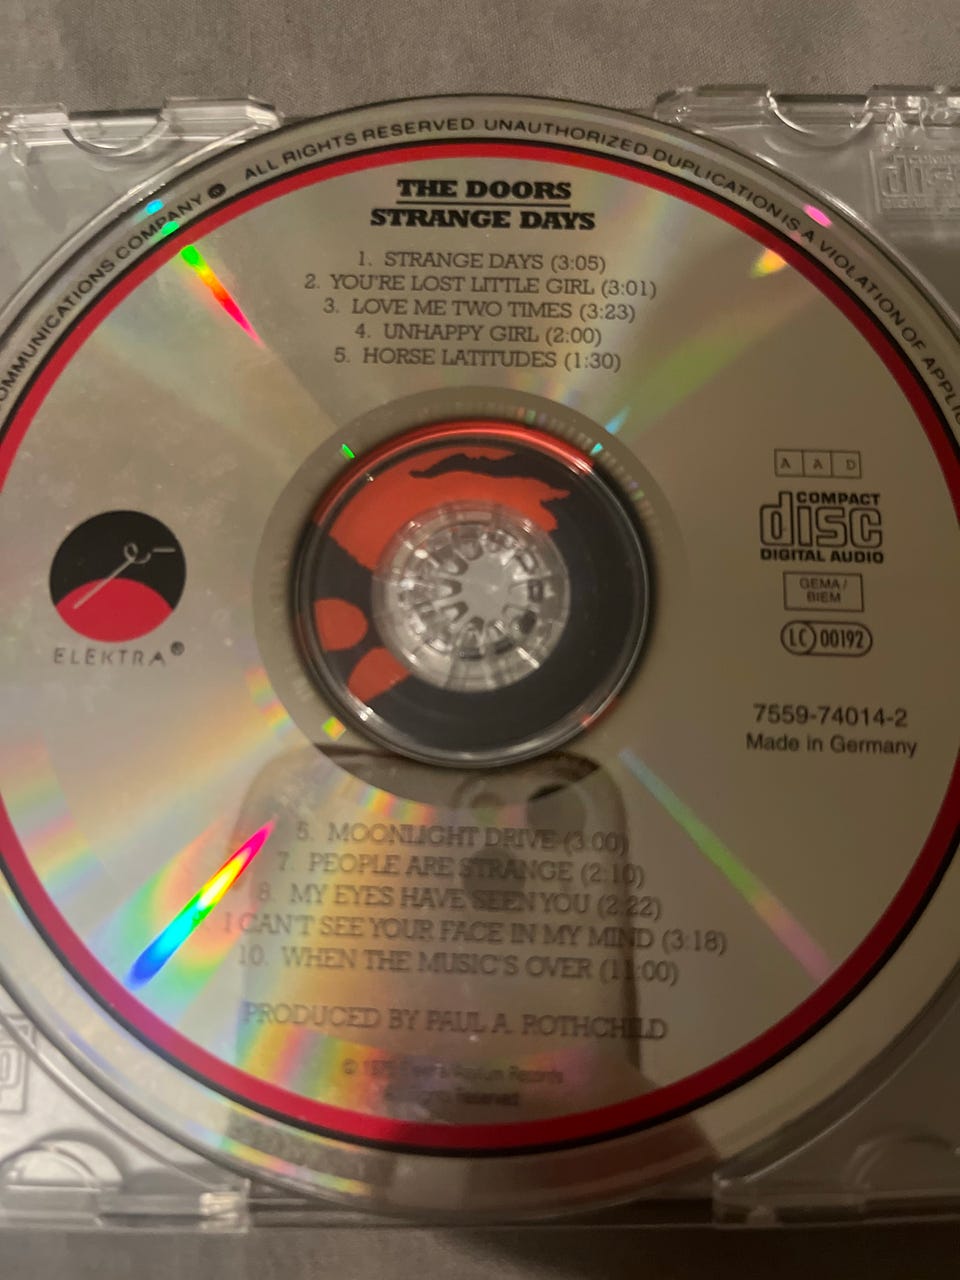 COMMUNICATIONS COMPANY ALL RIGHTS RESERVED UNAUTHORIZED DUPLICATION IS A VIOLATION OF
THE DOORS
STRANGE DAYS
1. STRANGE DAYS (3:05)
2. YOU'RE LOST LITTLE GIRL (3:01)
3. LOVE ME TWO TIMES (3:23)
4. UNHAPPY GIRL (2:00)
5. HORSE LATITUDES (1:30)
A A D
COMPACT
disc
DIGITAL AUDIO
GEMA/
BIEM
LC 00192
ELEKTRA®
7559-74014-2
Made in Germany
MOONLIGHT DRIVE (3:00)
7. PEOPLE ARE STRANGE (2:10)
8. MY EYES HAVE SEEN YOU (2:22)
I CAN'T SEE YOUR FACE IN MY MIND (3:18)
10. WHEN THE MUSIC'S OVER (11:00)
PRODUCED BY PAUL A. ROTHCHILD
Asylum Records
Reserved